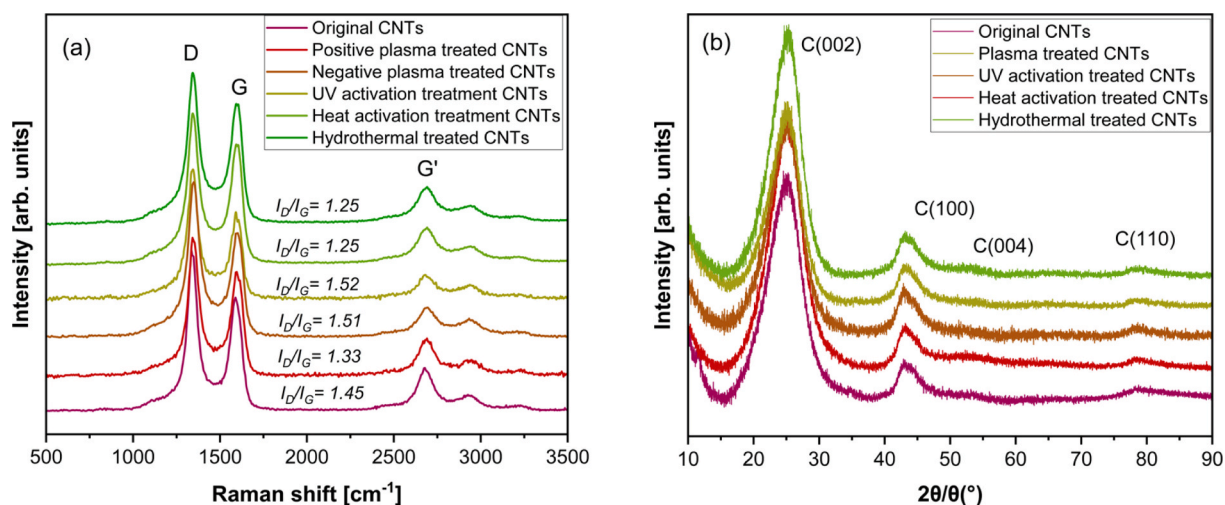 (a)
Original CNTs
Positive plasma treated CNTs
Negative plasma treated CNTs
UV activation treatment CNTs
Heat activation treatment CNTs
Hydrothermal treated CNTs
D
G
G'
I_D/I_G= 1.25
I_D/I_G= 1.25
I_D/I_G= 1.52
I_D/I_G= 1.51
I_D/I_G= 1.33
I_D/I_G= 1.45
Intensity [arb. units]
500 1000 1500 2000 2500 3000 3500
Raman shift [cm⁻¹]
(b)
C(002)
Original CNTs
Plasma treated CNTs
UV activation treated CNTs
Heat activation treated CNTs
Hydrothermal treated CNTs
C(100)
C(004)
C(110)
Intensity [arb. units]
10 20 30 40 50 60 70 80 90
2θ/θ(°)